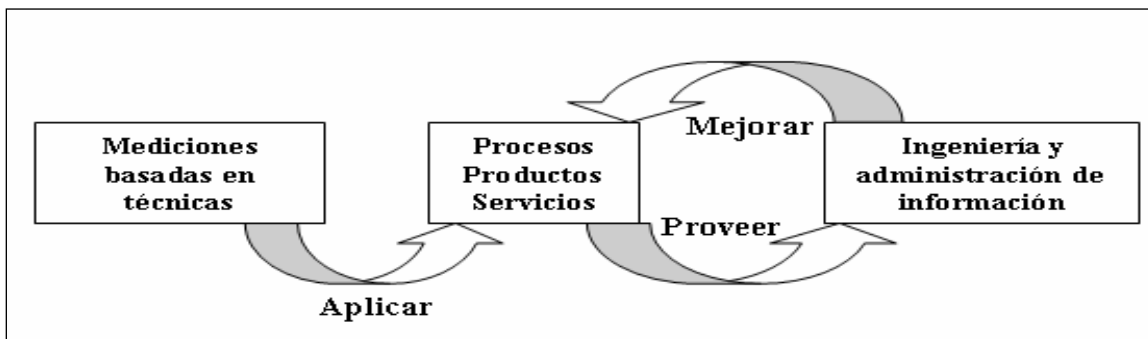 Mediciones
basadas en
técnicas
Aplicar
Procesos
Productos
Servicios
Mejorar
Proveer
Ingeniería y
administración de
información